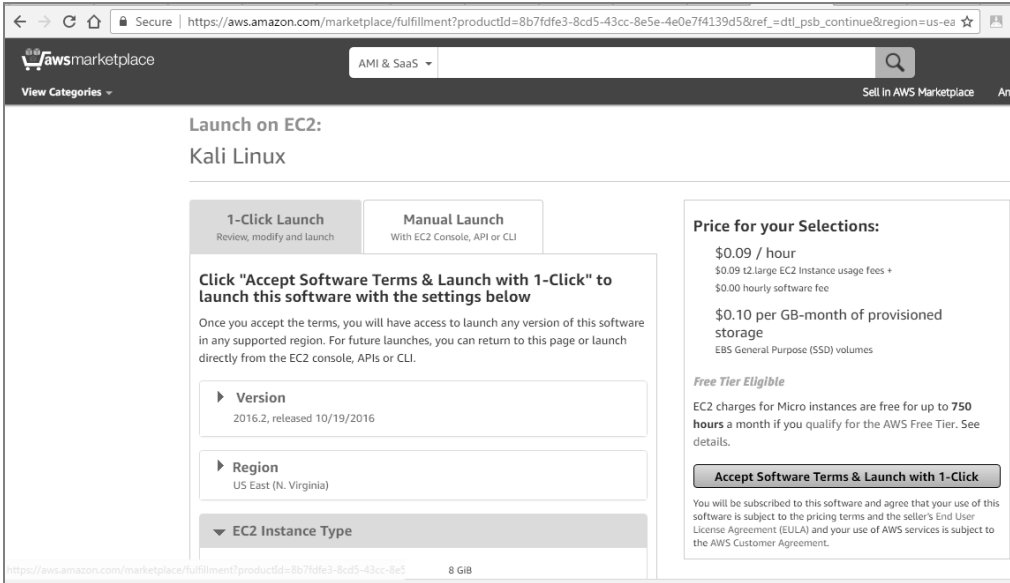 Secure | https://aws.amazon.com/marketplace/fulfillment?productId=8b7fdfe3-8cd5-43cc-8e5e-4e0e7f4139d5&ref_=dtl_psb_continue&region=us-ea
awsmarketplace
AMI & SaaS
View Categories
Sell in AWS Marketplace
Launch on EC2:
Kali Linux
1-Click Launch
Review, modify and launch
Manual Launch
With EC2 Console, API or CLI
Click "Accept Software Terms & Launch with 1-Click" to
launch this software with the settings below
Once you accept the terms, you will have access to launch any version of this software
in any supported region. For future launches, you can return to this page or launch
directly from the EC2 console, APIs or CLI.
Version
2016.2, released 10/19/2016
Region
US East (N. Virginia)
EC2 Instance Type
8 GiB
https://aws.amazon.com/marketplace/fulfillment?productId=8b7fdfe3-8cd5-43cc-8e5
Price for your Selections:
$0.09 / hour
$0.09 t2.large EC2 Instance usage fees +
$0.00 hourly software fee
$0.10 per GB-month of provisioned
storage
EBS General Purpose (SSD) volumes
Free Tier Eligible
EC2 charges for Micro instances are free for up to 750
hours a month if you qualify for the AWS Free Tier. See
details.
Accept Software Terms & Launch with 1-Click
You will be subscribed to this software and agree that your use of this
software is subject to the pricing terms and the seller's End User
License Agreement (EULA) and your use of AWS services is subject to
the AWS Customer Agreement.